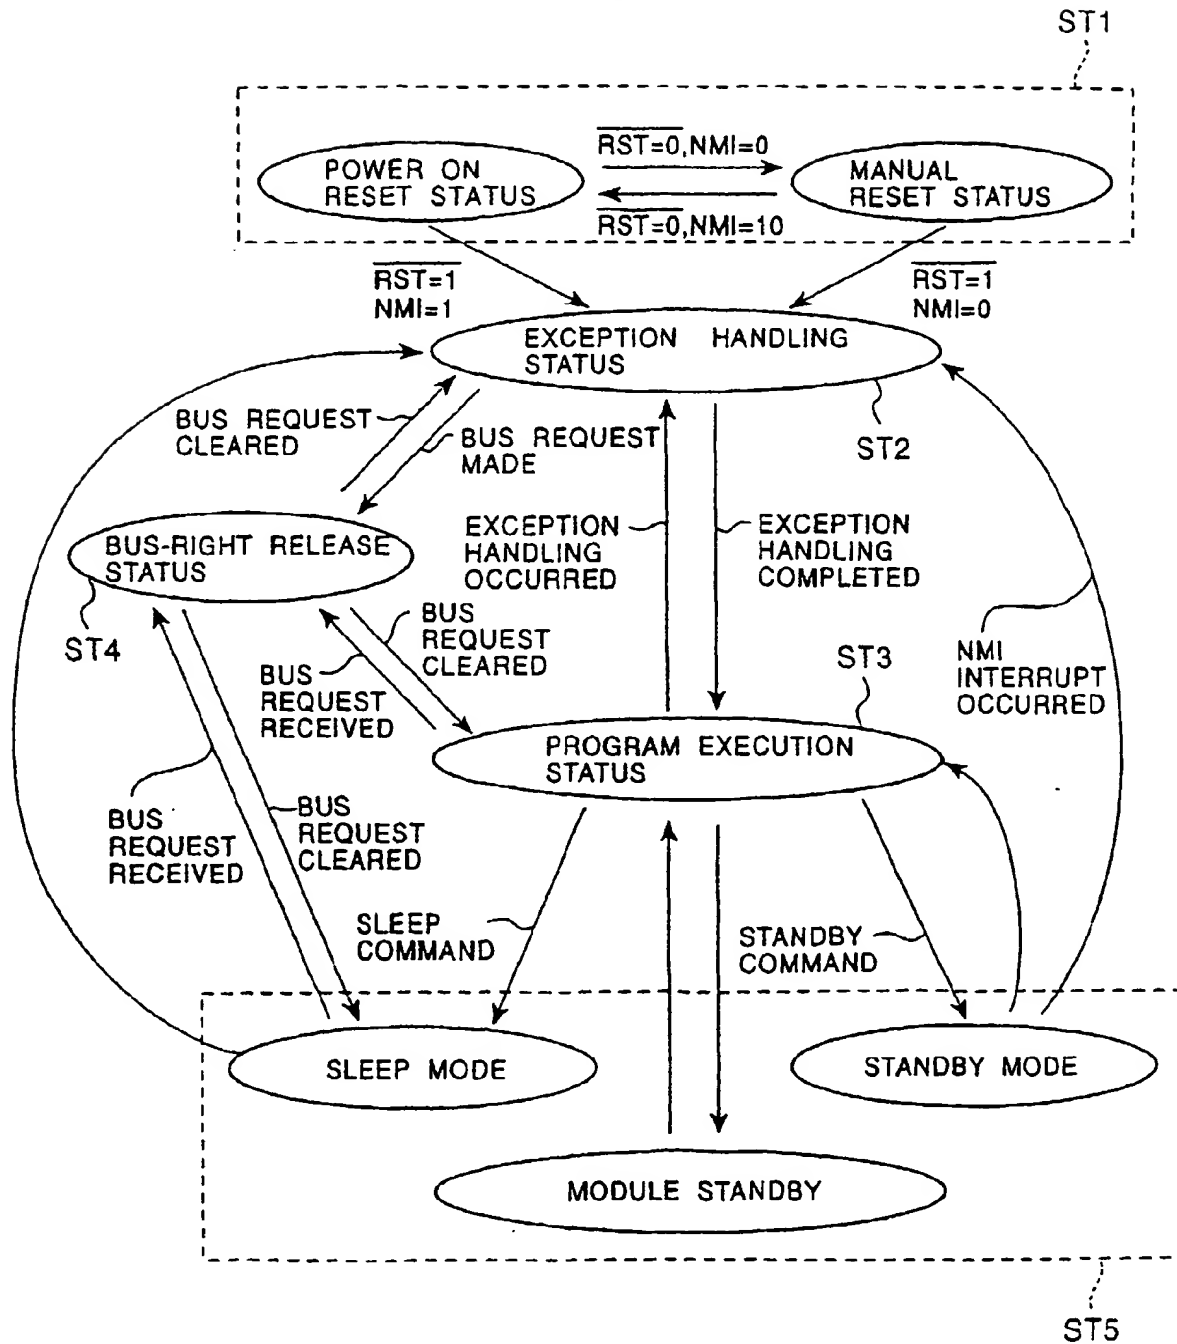 ST1
RST=0,NMI=0
POWER ON
RESET STATUS
MANUAL
RESET STATUS
RST=0,NMI=10
RST=1
NMI=1
RST=1
NMI=0
EXCEPTION HANDLING
STATUS
BUS REQUEST
CLEARED
BUS REQUEST
MADE
ST2
EXCEPTION
HANDLING
OCCURRED
EXCEPTION
HANDLING
COMPLETED
BUS-RIGHT RELEASE
STATUS
ST4
BUS
REQUEST
CLEARED
BUS
REQUEST
RECEIVED
ST3
NMI
INTERRUPT
OCCURRED
PROGRAM EXECUTION
STATUS
BUS
REQUEST
RECEIVED
BUS
REQUEST
CLEARED
SLEEP
COMMAND
STANDBY
COMMAND
SLEEP MODE
STANDBY MODE
MODULE STANDBY
ST5